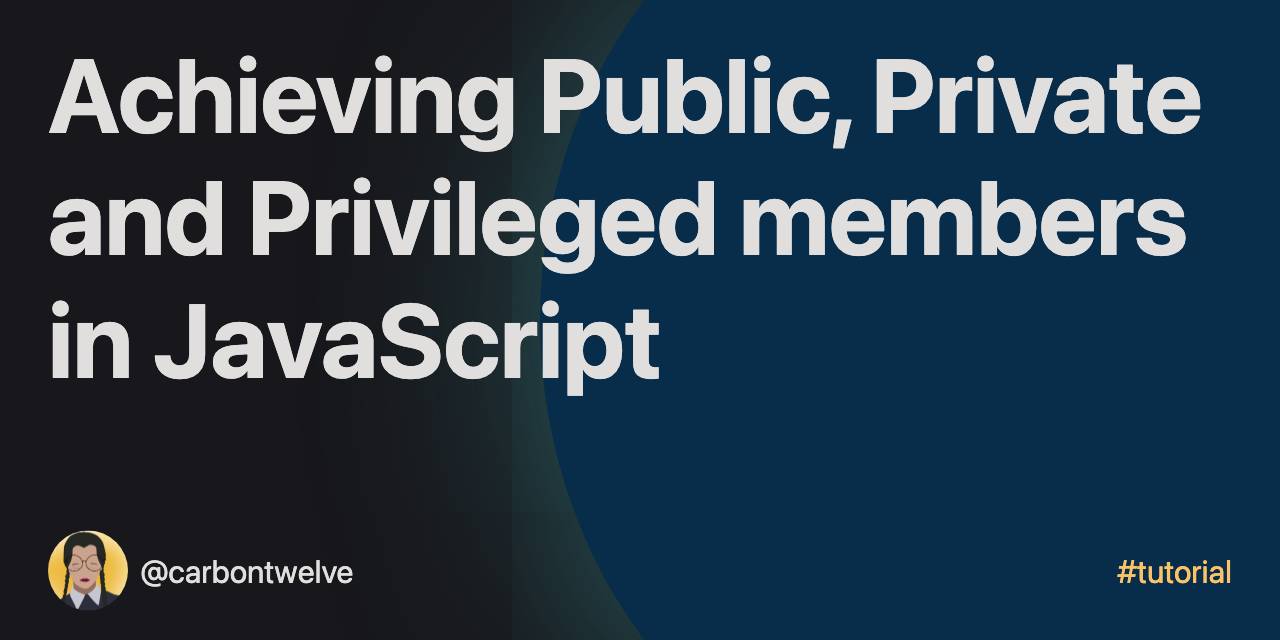 Achieving Public, Private
and Privileged members
in JavaScript
@carbontwelve
#tutorial